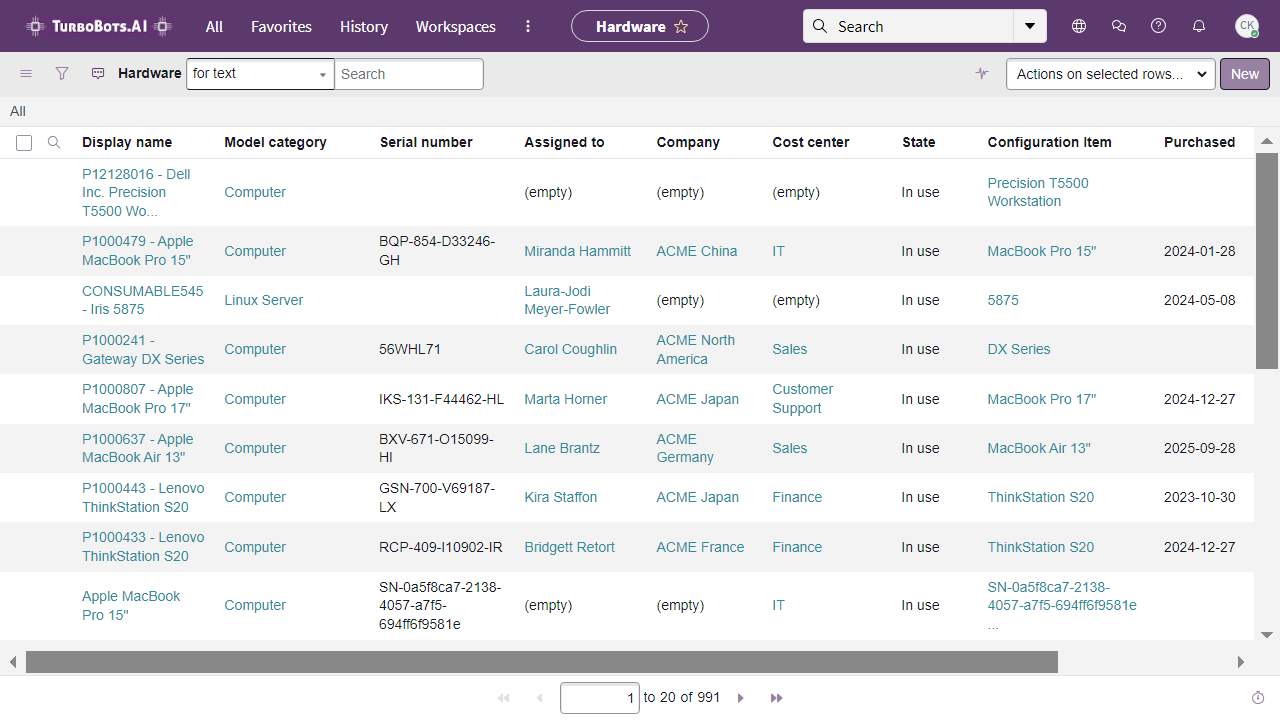 TURBOBOTS.AI All Favorites History Workspaces Hardware Search CK
Hardware for text Search Actions on selected rows... New
All
Display name Model category Serial number Assigned to Company Cost center State Configuration Item Purchased
P12128016 - Dell
Inc. Precision
T5500 Wo... Computer (empty) (empty) (empty) In use Precision T5500
Workstation
P1000479 - Apple
MacBook Pro 15" Computer BQP-854-D33246-
GH Miranda Hammitt ACME China IT In use MacBook Pro 15" 2024-01-28
CONSUMABLE545
- Iris 5875 Linux Server Laura-Jodi
Meyer-Fowler (empty) (empty) In use 5875 2024-05-08
P1000241 -
Gateway DX Series Computer 56WHL71 Carol Coughlin ACME North
America Sales In use DX Series
P1000807 - Apple
MacBook Pro 17" Computer IKS-131-F44462-HL Marta Horner ACME Japan Customer
Support In use MacBook Pro 17" 2024-12-27
P1000637 - Apple
MacBook Air 13" Computer BXV-671-O15099-
HI Lane Brantz ACME
Germany Sales In use MacBook Air 13" 2025-09-28
P1000443 - Lenovo
ThinkStation S20 Computer GSN-700-V69187-
LX Kira Staffon ACME Japan Finance In use ThinkStation S20 2023-10-30
P1000433 - Lenovo
ThinkStation S20 Computer RCP-409-I10902-IR Bridgett Retort ACME France Finance In use ThinkStation S20 2024-12-27
Apple MacBook
Pro 15" Computer SN-0a5f8ca7-2138-
4057-a7f5-
694ff6f9581e (empty) (empty) IT In use SN-0a5f8ca7-2138-
4057-a7f5-694ff6f9581e
...
1 to 20 of 991